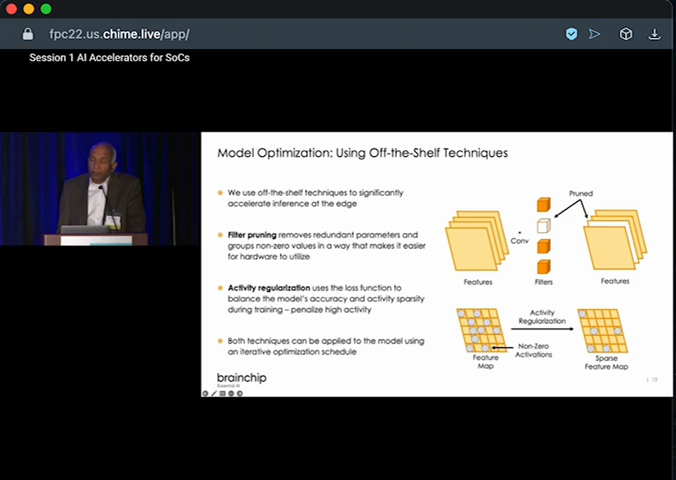 fpc22.us.chime.live/app/
Session 1 AI Accelerators for SoCs
Model Optimization: Using Off-the-Shelf Techniques
We use off-the-shelf techniques to significantly
accelerate inference at the edge
Filter pruning removes redundant parameters and
groups non-zero values in a way that makes it easier
for hardware to utilize
Activity regularization uses the loss function to
balance the model's accuracy and activity sparsity
during training – penalize high activity
Both techniques can be applied to the model using
an iterative optimization schedule
Pruned
*
Conv
Features
Filters
Features
Activity
Regularization
Non-Zero
Activations
Feature
Map
Sparse
Feature Map
brainchip
Essential AI